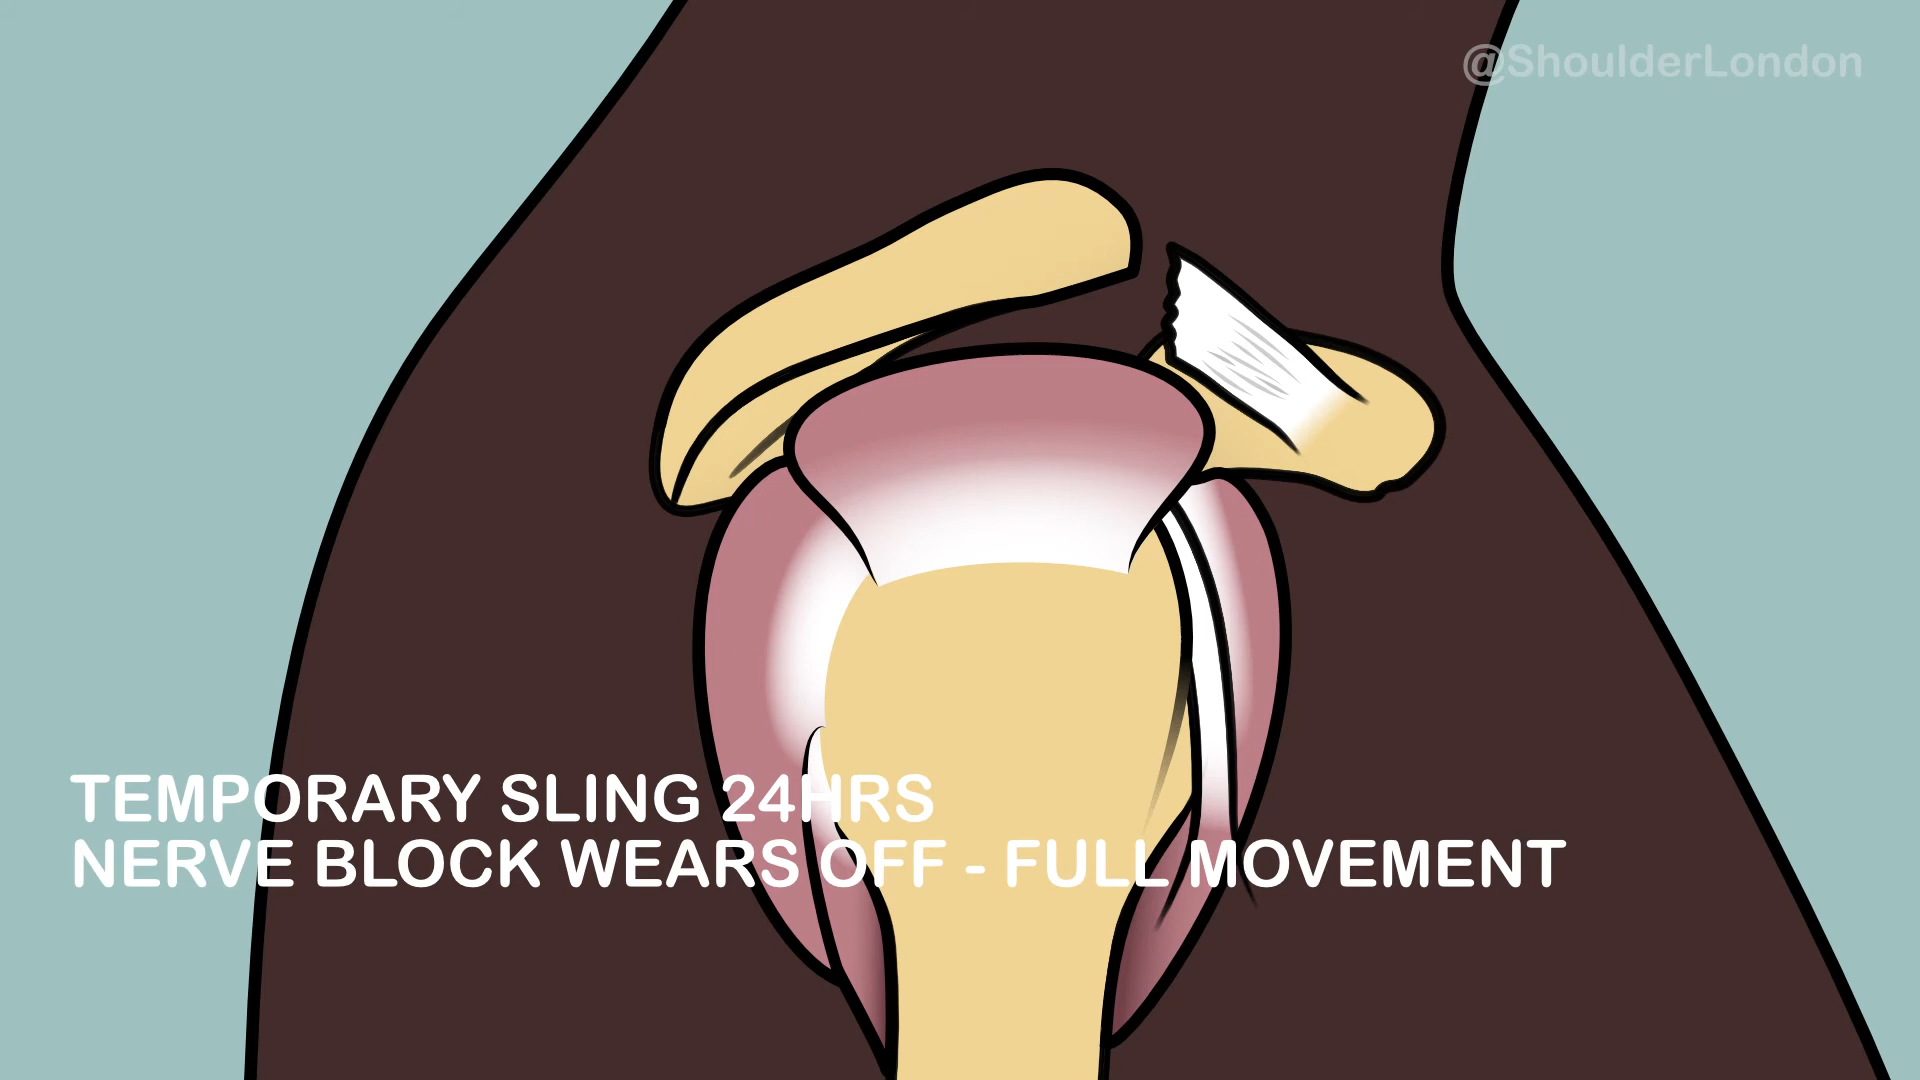 @ShoulderLondon
TEMPORARY SLING 24HRS
NERVE BLOCK WEARS OFF - FULL MOVEMENT